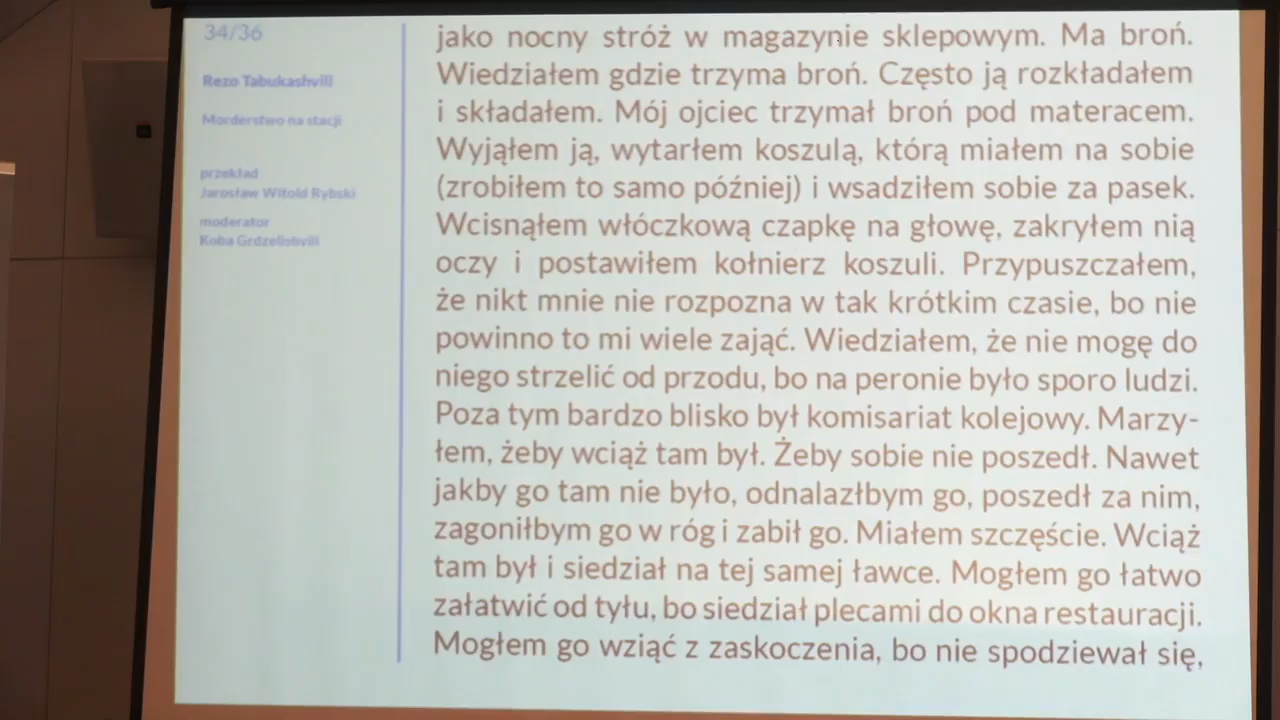 34/36
Rezo Tabukashvili
Morderstwo na stacji
przekład
Jarosław Witold Rybski
moderator
Koba Grdzelishvili
jako nocny stróż w magazynie sklepowym. Ma broń.
Wiedziałem gdzie trzyma broń. Często ją rozkładałem
i składałem. Mój ojciec trzymał broń pod materacem.
Wyjąłem ją, wytarłem koszulą, którą miałem na sobie
(zrobiłem to samo później) i wsadziłem sobie za pasek.
Wcisnąłem włóczkową czapkę na głowę, zakryłem nią
oczy i postawiłem kołnierz koszuli. Przypuszczałem,
że nikt mnie nie rozpozna w tak krótkim czasie, bo nie
powinno to mi wiele zająć. Wiedziałem, że nie mogę do
niego strzelić od przodu, bo na peronie było sporo ludzi.
Poza tym bardzo blisko był komisariat kolejowy. Marzy-
łem, żeby wciąż tam był. Żeby sobie nie poszedł. Nawet
jakby go tam nie było, odnalazłbym go, poszedł za nim,
zagoniłbym go w róg i zabił go. Miałem szczęście. Wciąż
tam był i siedział na tej samej ławce. Mogłem go łatwo
załatwić od tyłu, bo siedział plecami do okna restauracji.
Mogłem go wziąć z zaskoczenia, bo nie spodziewał się,